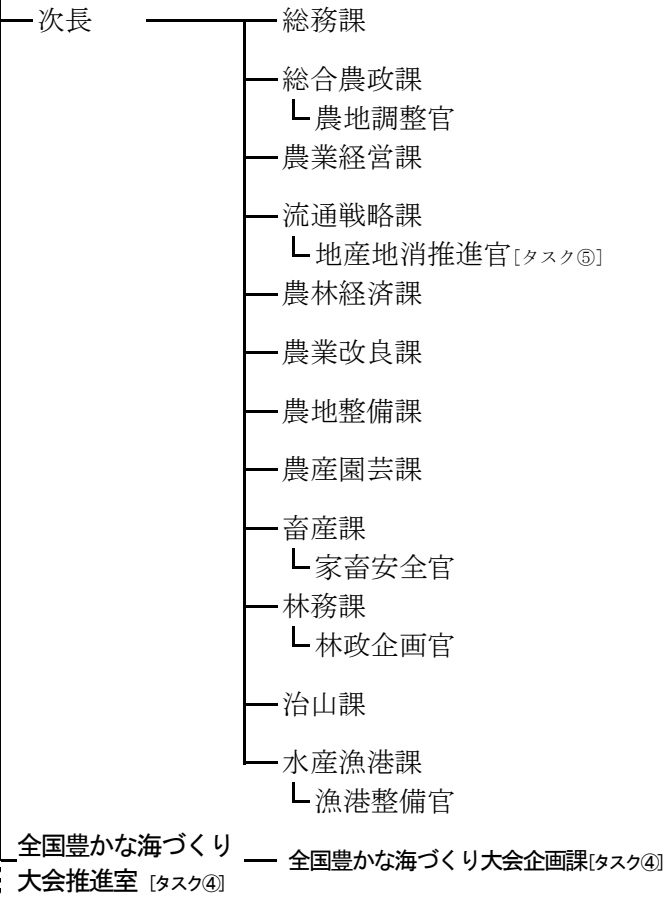 次長
総務課
総合農政課
農地調整官
農業経営課
流通戦略課
地産地消推進官[タスク⑤]
農林経済課
農業改良課
農地整備課
農産園芸課
畜産課
家畜安全官
林務課
林政企画官
治山課
水産漁港課
漁港整備官
全国豊かな海づくり
大会推進室 [タスク④]
全国豊かな海づくり大会企画課[タスク④]